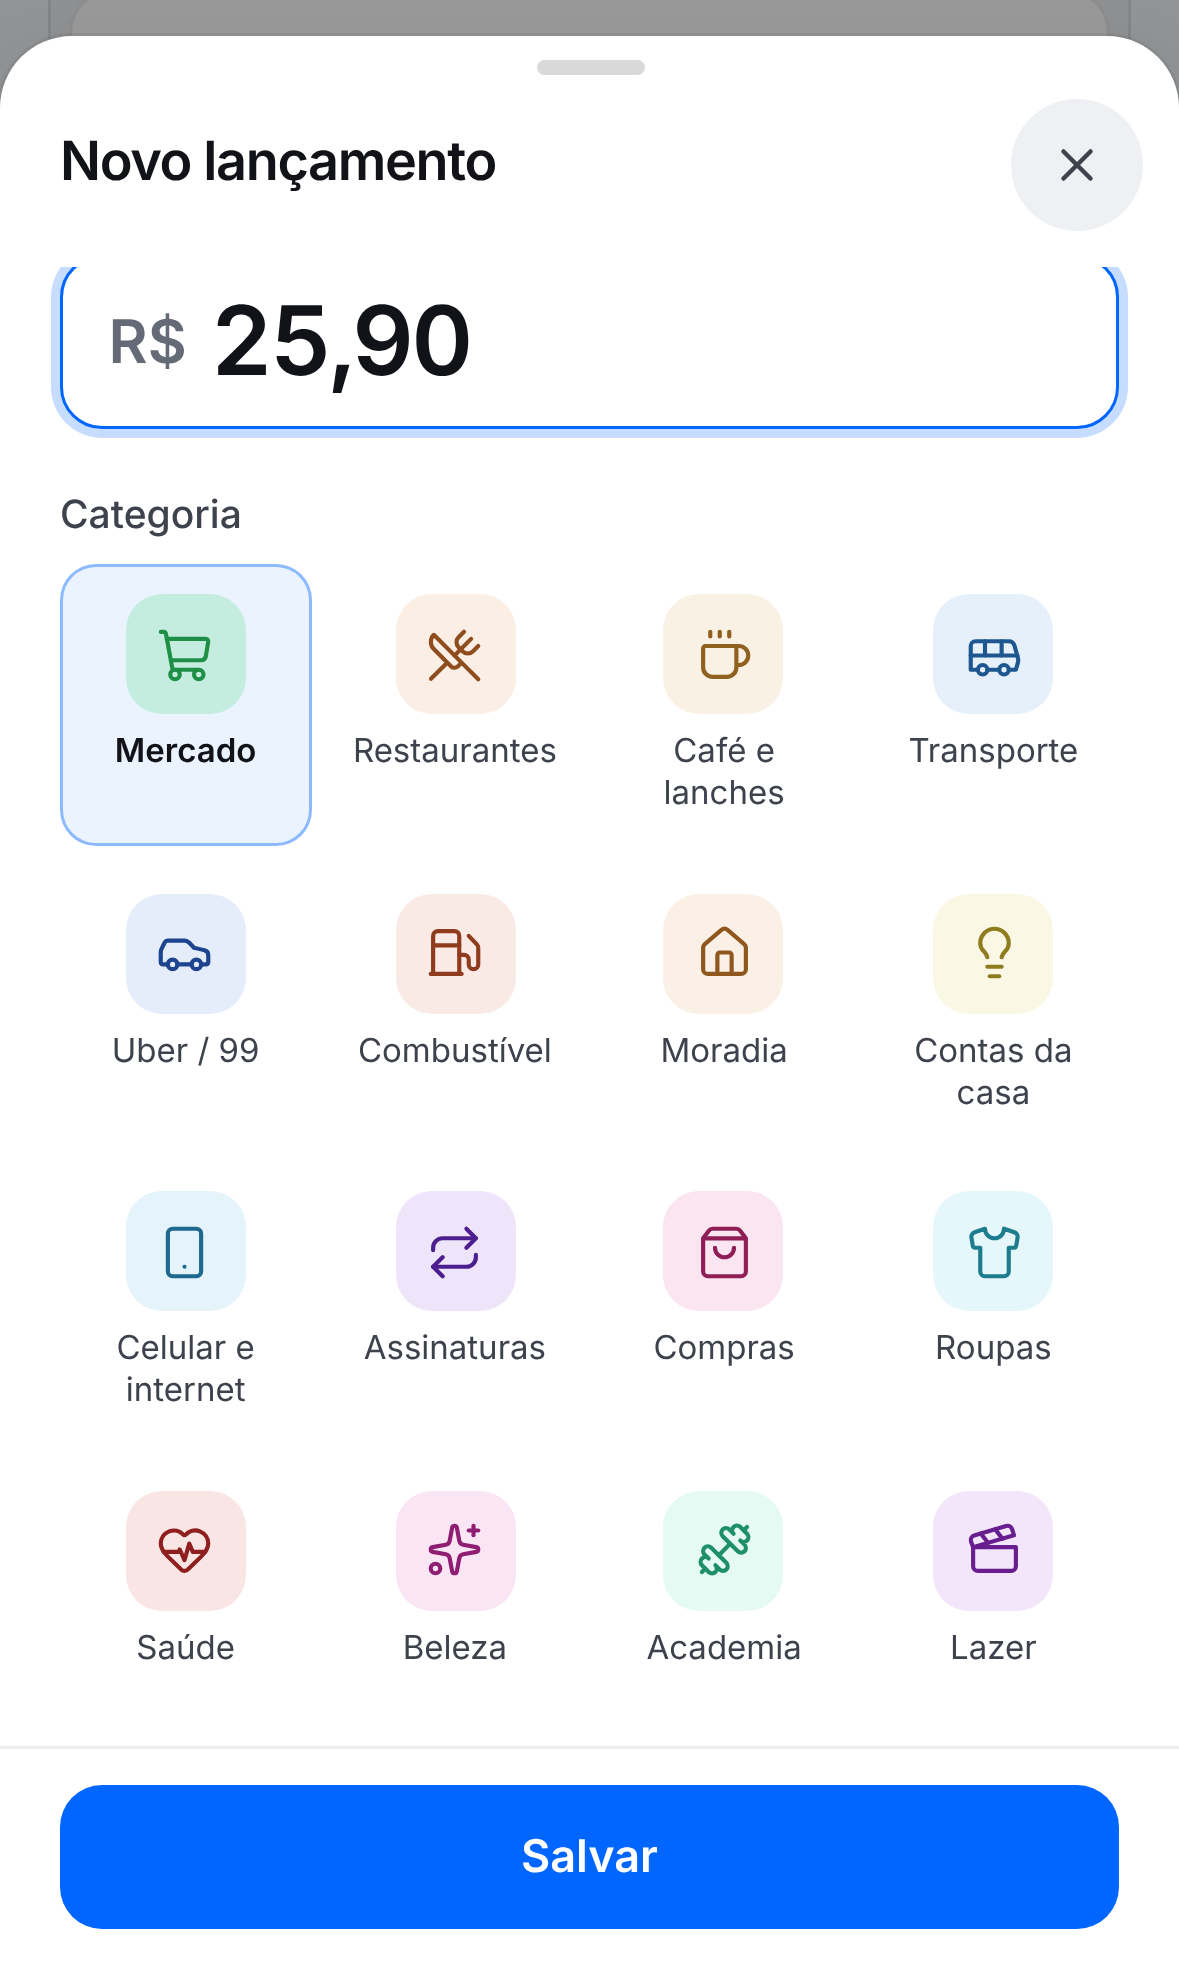 Novo lançamento
R$ 25,90
Categoria
Mercado
Restaurantes
Café e
lanches
Transporte
Uber / 99
Combustível
Moradia
Contas da
casa
Celular e
internet
Assinaturas
Compras
Roupas
Saúde
Beleza
Academia
Lazer
Salvar